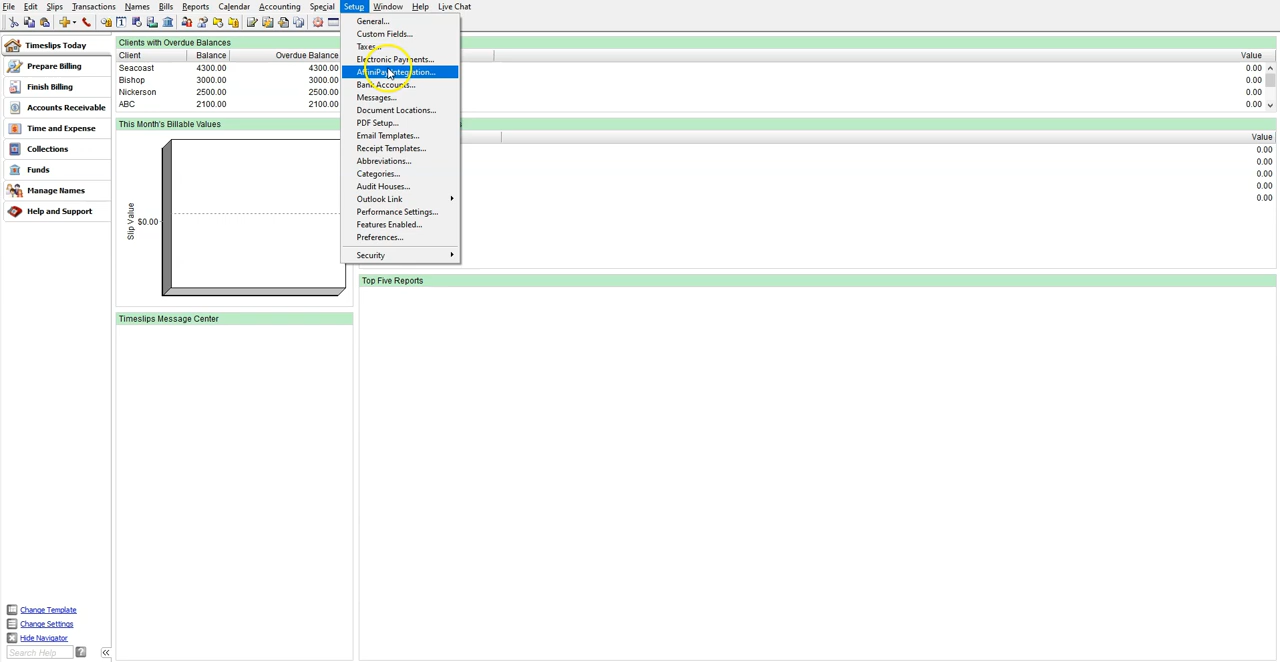 File Edit Slips Transactions Names Bills Reports Calendar Accounting Special Setup Window Help Live Chat
Timeslips Today
Prepare Billing
Finish Billing
Accounts Receivable
Time and Expense
Collections
Funds
Manage Names
Help and Support
Clients with Overdue Balances
Client Balance Overdue Balance
Seacoast 4300.00 4300.00
Bishop 3000.00 3000.00
Nickerson 2500.00 2500.00
ABC 2100.00 2100.00
This Month's Billable Values
Slip Value
$0.00
Timeslips Message Center
General...
Custom Fields...
Taxes...
Electronic Payments...
AffiniPay Integration...
Bank Accounts...
Messages...
Document Locations...
PDF Setup...
Email Templates...
Receipt Templates...
Abbreviations...
Categories...
Audit Houses...
Outlook Link
Performance Settings...
Features Enabled...
Preferences...
Security
Value
0.00
0.00
0.00
0.00
Value
0.00
0.00
0.00
0.00
0.00
Top Five Reports
Change Template
Change Settings
Hide Navigator
Search Help ?